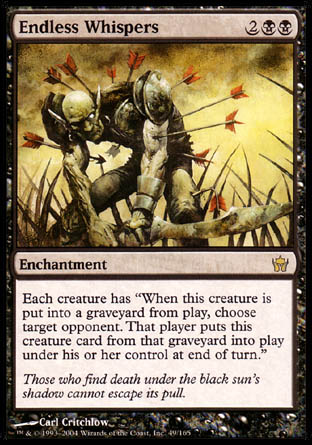 Endless Whispers 2
Enchantment
Each creature has “When this creature is
put into a graveyard from play, choose
target opponent. That player puts this
creature card from that graveyard into play
under his or her control at end of turn.”
Those who find death under the black sun’s
shadow cannot escape its pull.
Carl Critchlow
™ & © 1993–2004 Wizards of the Coast, Inc. 49/165